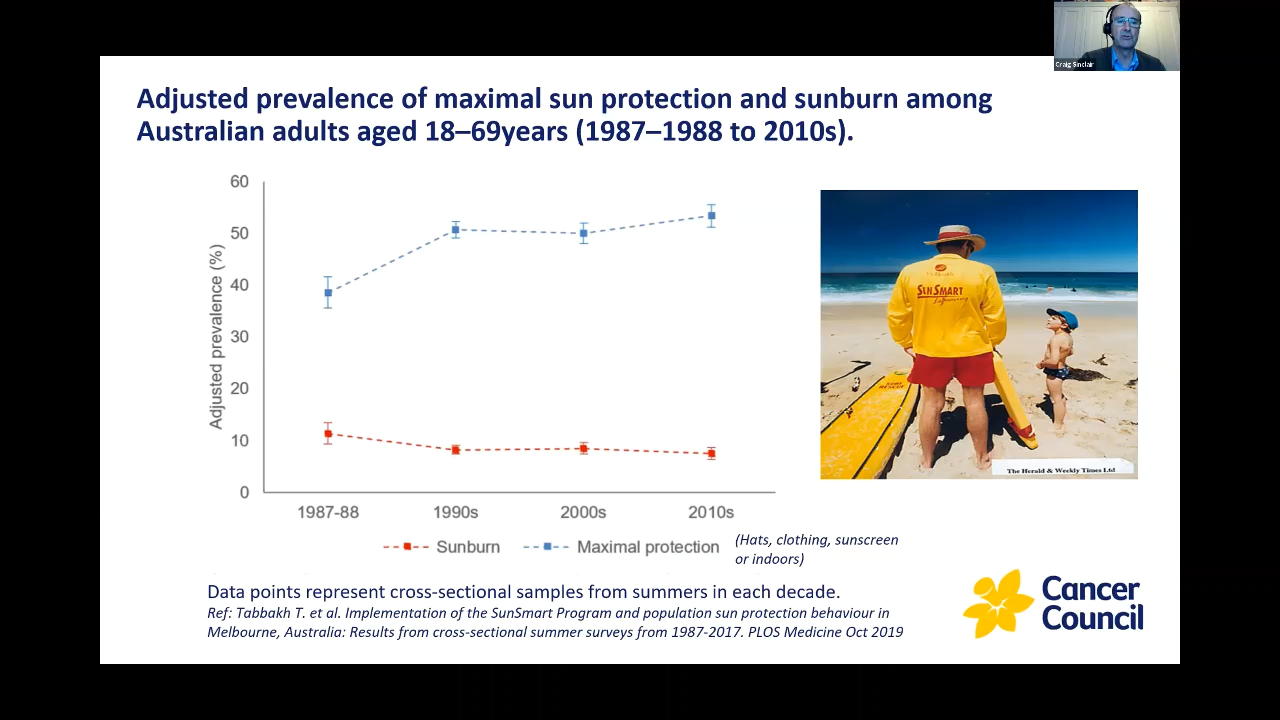 Craig Sinclair
Adjusted prevalence of maximal sun protection and sunburn among
Australian adults aged 18–69years (1987–1988 to 2010s).
60
50
40
30
20
10
0
Adjusted prevalence (%)
1987-88 1990s 2000s 2010s
Sunburn Maximal protection
(Hats, clothing, sunscreen
or indoors)
SUNSMART
The Herald & Weekly Times Ltd
Data points represent cross-sectional samples from summers in each decade.
Ref: Tabbakh T. et al. Implementation of the SunSmart Program and population sun protection behaviour in
Melbourne, Australia: Results from cross-sectional summer surveys from 1987-2017. PLOS Medicine Oct 2019
Cancer
Council